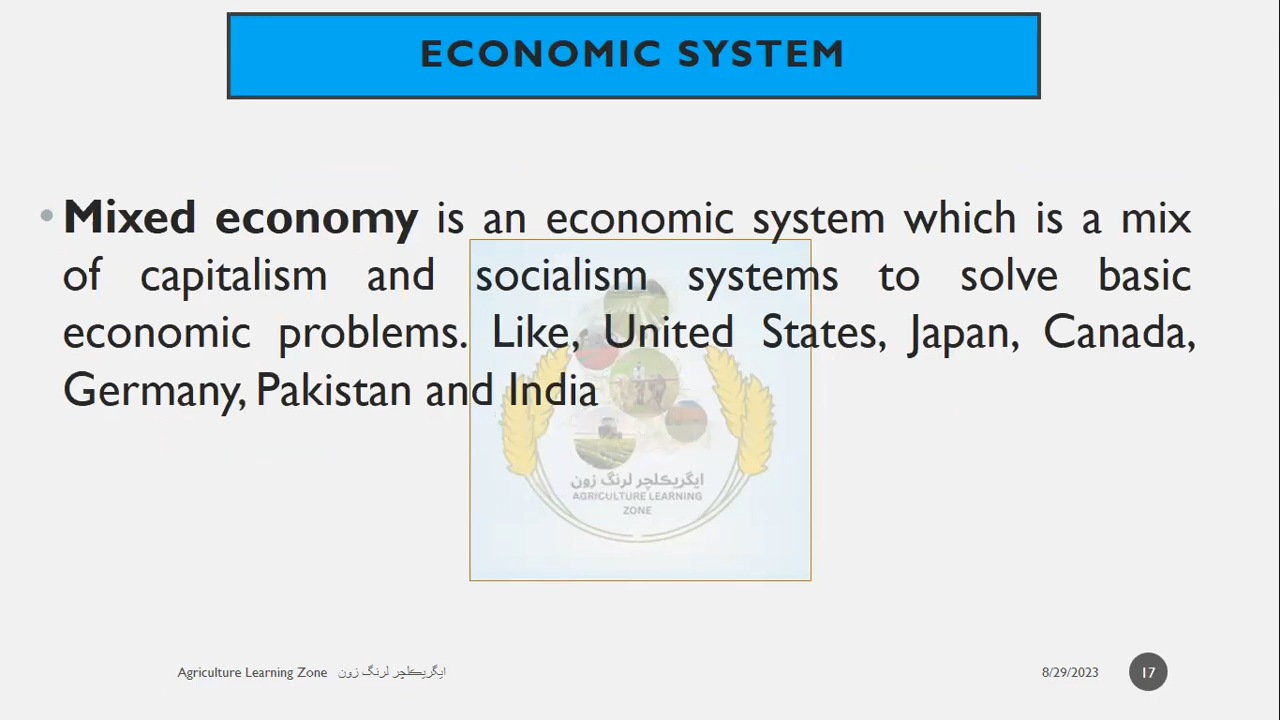 ECONOMIC SYSTEM
• Mixed economy is an economic system which is a mix
of capitalism and socialism systems to solve basic
economic problems. Like, United States, Japan, Canada,
Germany, Pakistan and India
ایگریکلچر لرنگ زون
AGRICULTURE LEARNING
ZONE
Agriculture Learning Zone ایگریکلچر لرنگ زون
8/29/2023
17